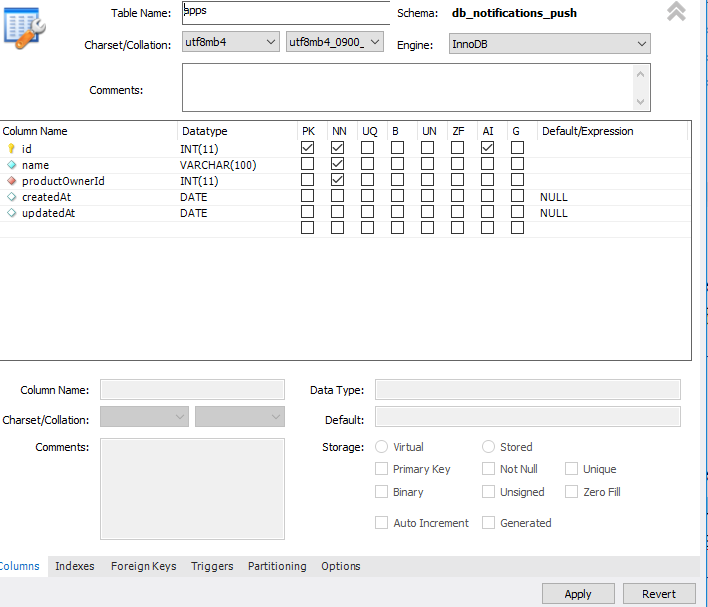 Table Name: apps Schema: db_notifications_push
Charset/Collation: utf8mb4 utf8mb4_0900_ Engine: InnoDB
Comments:
Column Name Datatype PK NN UQ B UN ZF AI G Default/Expression
id INT(11)
name VARCHAR(100)
productOwnerId INT(11)
createdAt DATE NULL
updatedAt DATE NULL
Column Name: Data Type:
Charset/Collation: Default:
Comments: Storage: Virtual Stored
Primary Key Not Null Unique
Binary Unsigned Zero Fill
Auto Increment Generated
Columns Indexes Foreign Keys Triggers Partitioning Options
Apply Revert